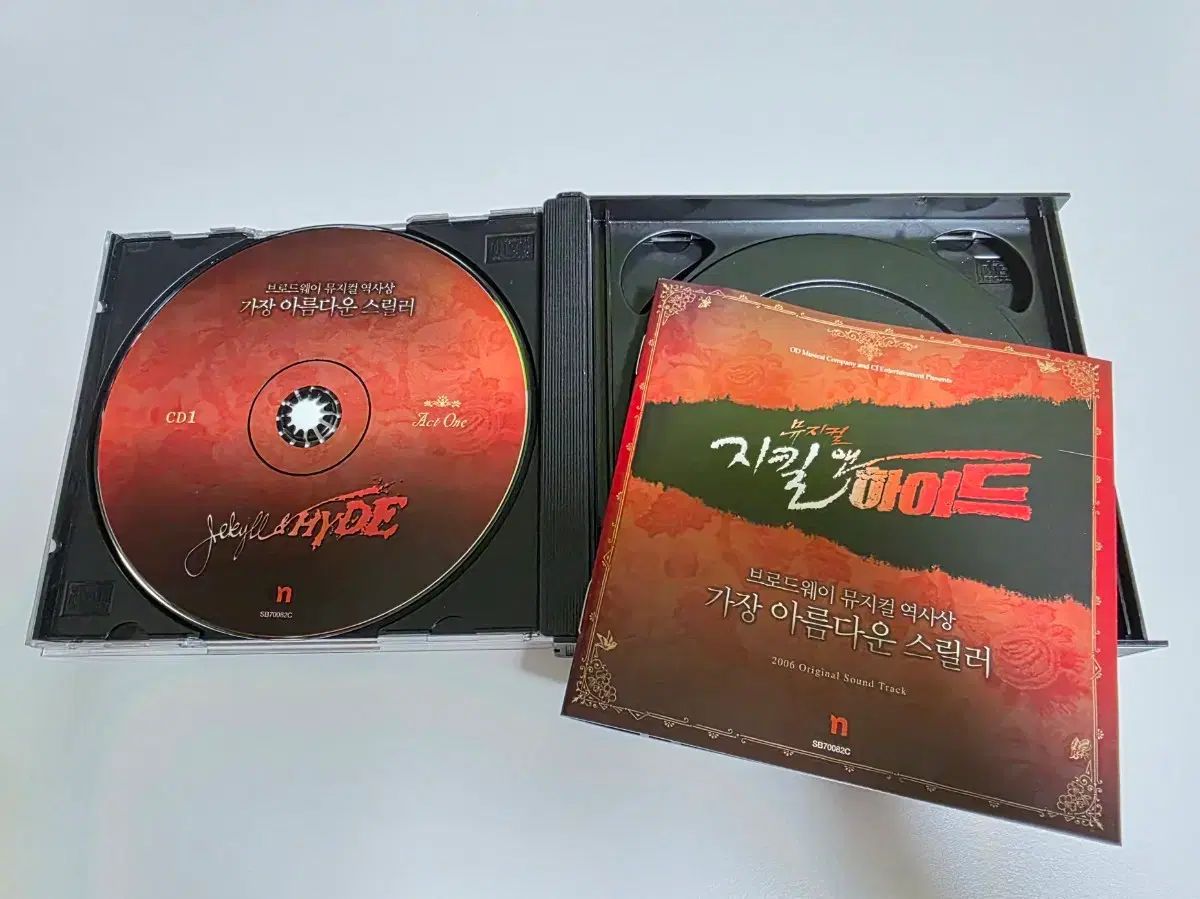 브로드웨이 뮤지컬 역사상
가장 아름다운 스릴러
CD1
Act One
Jekyll & HYDE
n
SB70082C
OD Musical Company and CJ Entertainment Presents
뮤지컬
지킬 앤 하이드
브로드웨이 뮤지컬 역사상
가장 아름다운 스릴러
2006 Original Sound Track
n
SB70082C